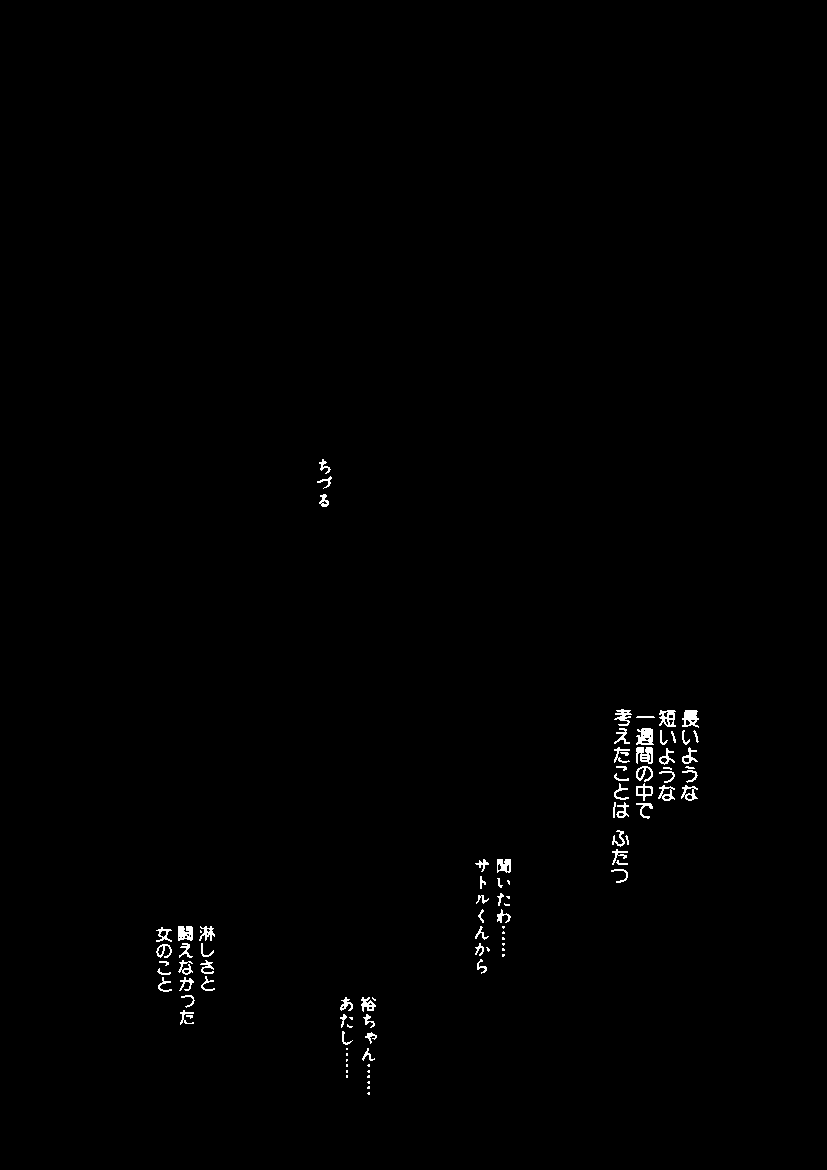 ちづる
長いような
短いような
一週間の中で
考えたことは ふたつ
聞いたわ……
サトルくんから
裕ちゃん……
あたし……
淋しさと
闘えなかった
女のこと